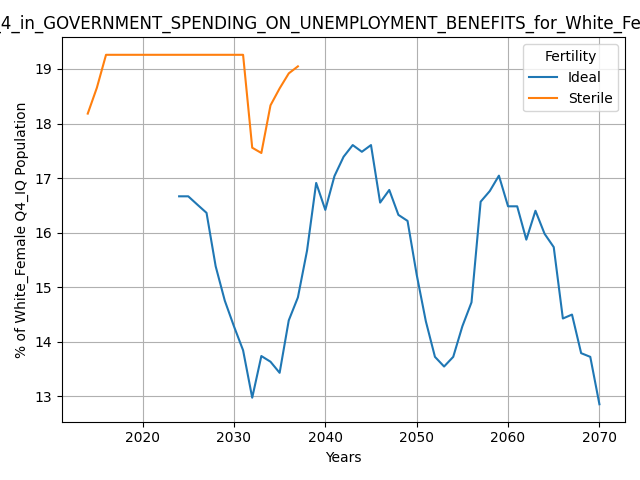 _4_in_GOVERNMENT_SPENDING_ON_UNEMPLOYMENT_BENEFITS_for_White_Fe
Fertility
Ideal
Sterile
% of White_Female Q4_IQ Population
19
18
17
16
15
14
13
2020 2030 2040 2050 2060 2070
Years